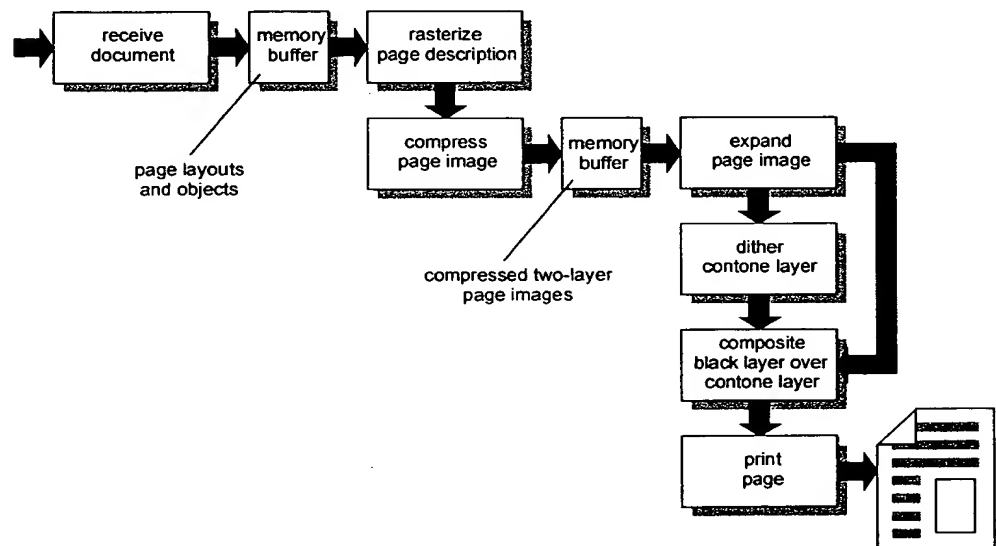 receive
document
memory
buffer
rasterize
page description
page layouts
and objects
compress
page image
memory
buffer
expand
page image
compressed two-layer
page images
dither
contone layer
composite
black layer over
contone layer
print
page